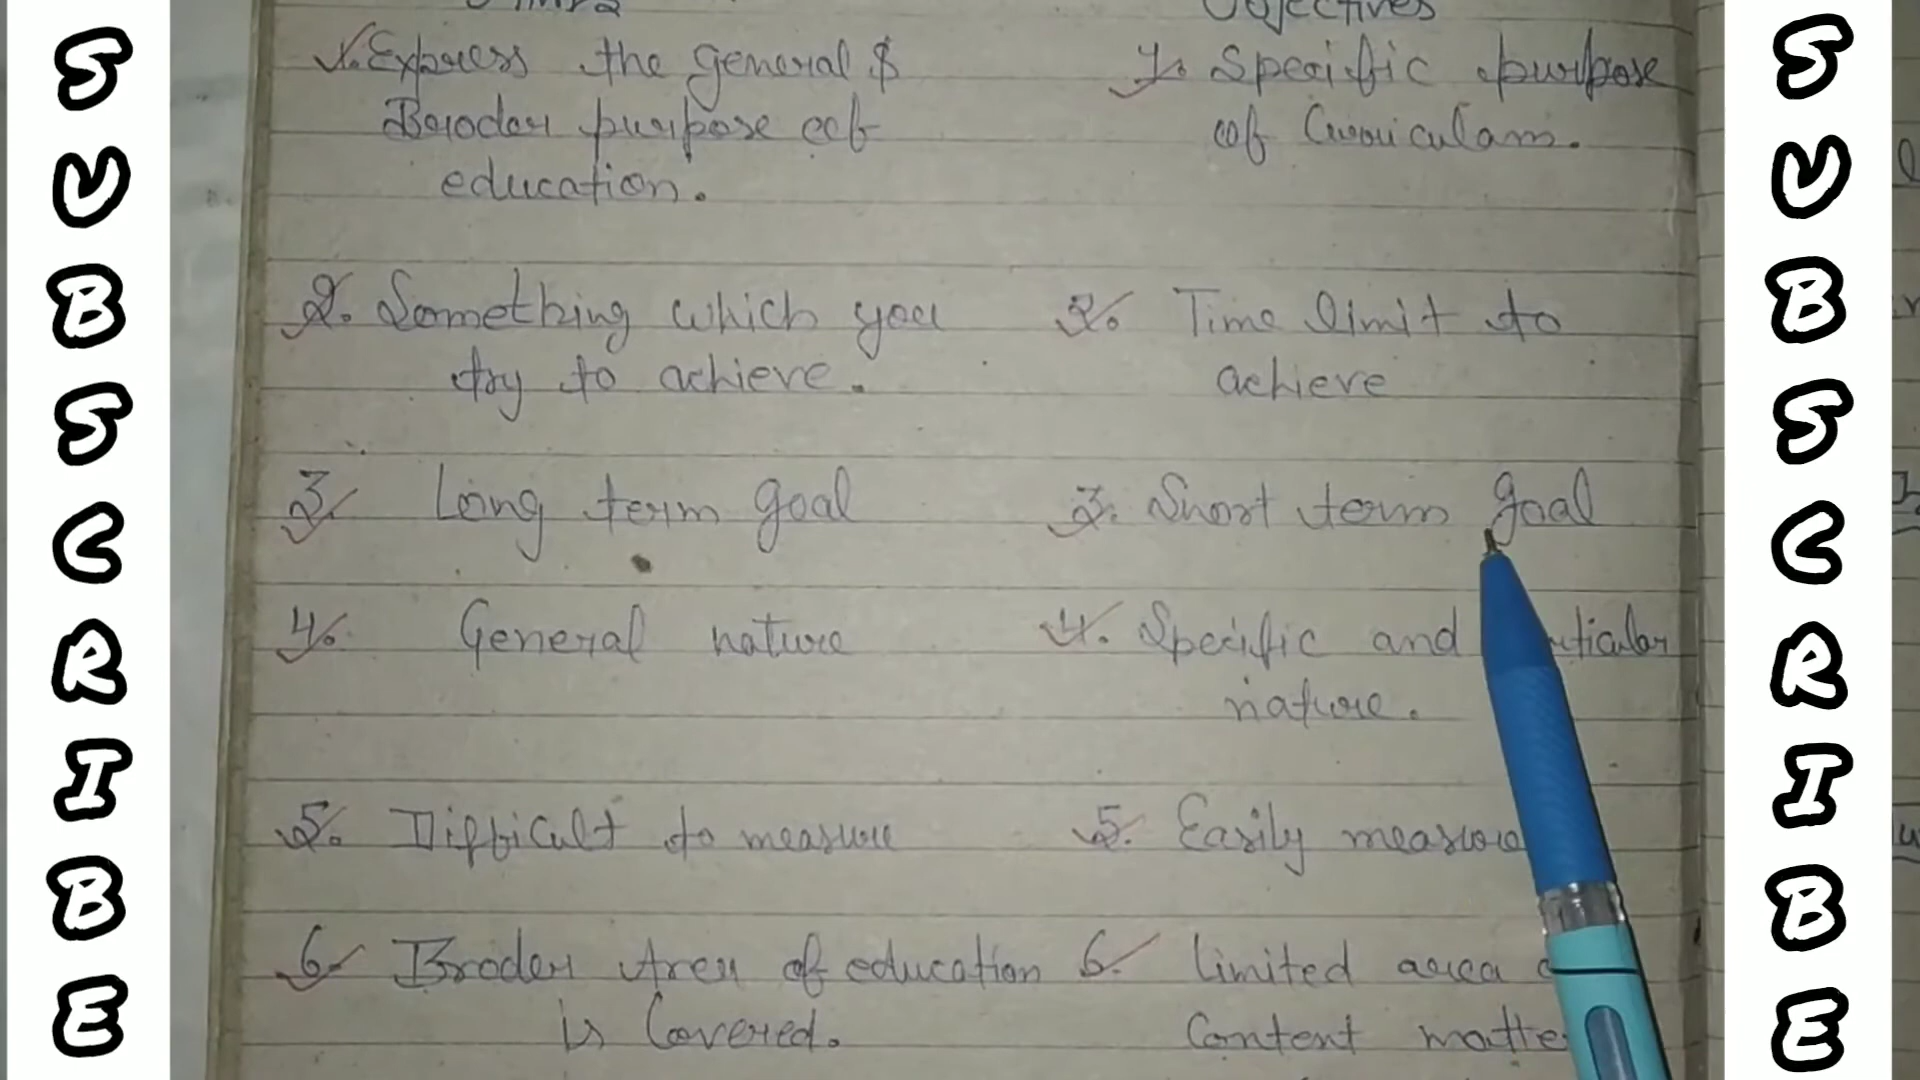 SUBSCRIBE
Objectives
1. Express the general &
Broder purpose of
education.
1. Specific purpose
of Curriculam.
2. Something which you
try to achieve.
2. Time limit to
achieve
3. Long term goal
3. Short term goal
4. General nature
4. Specific and
nature.
5. Difficult to measure
5. Easily measure
6. Broder Area of education
is Covered.
6. limited area
Content matte
SUBSCRIBE